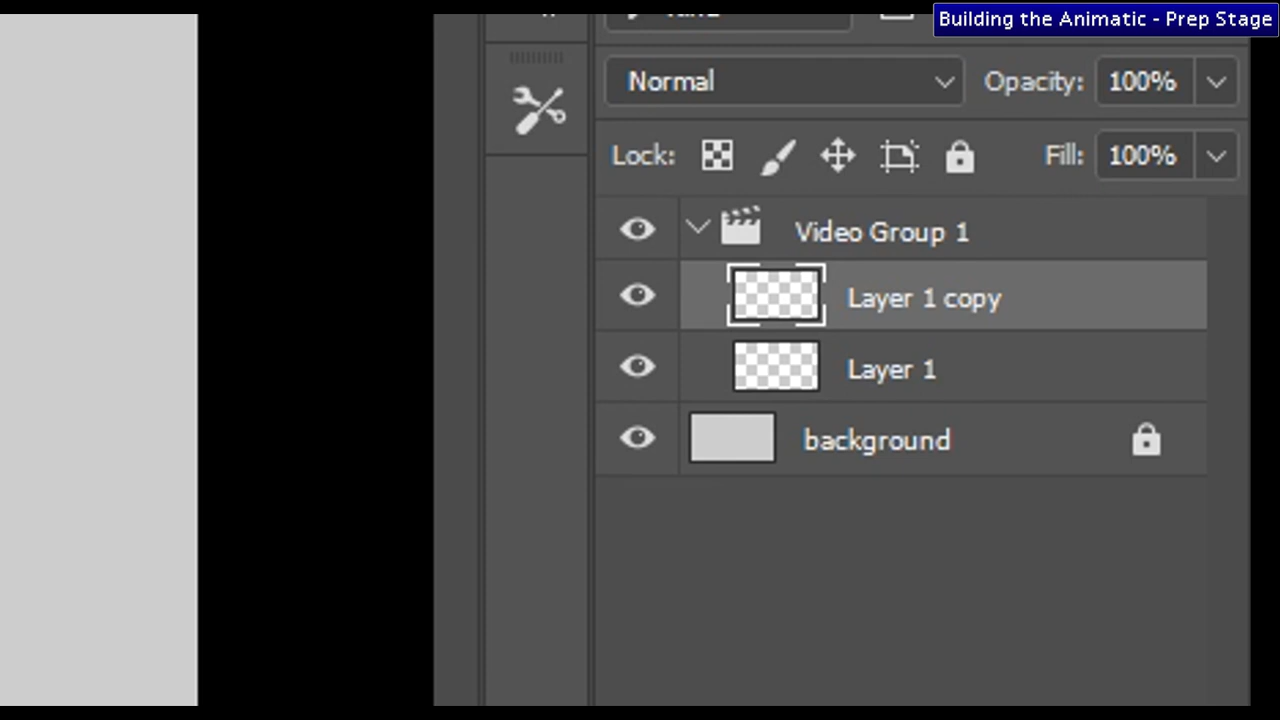 Building the Animatic - Prep Stage
Normal
Opacity: 100%
Lock:
Fill: 100%
Video Group 1
Layer 1 copy
Layer 1
background